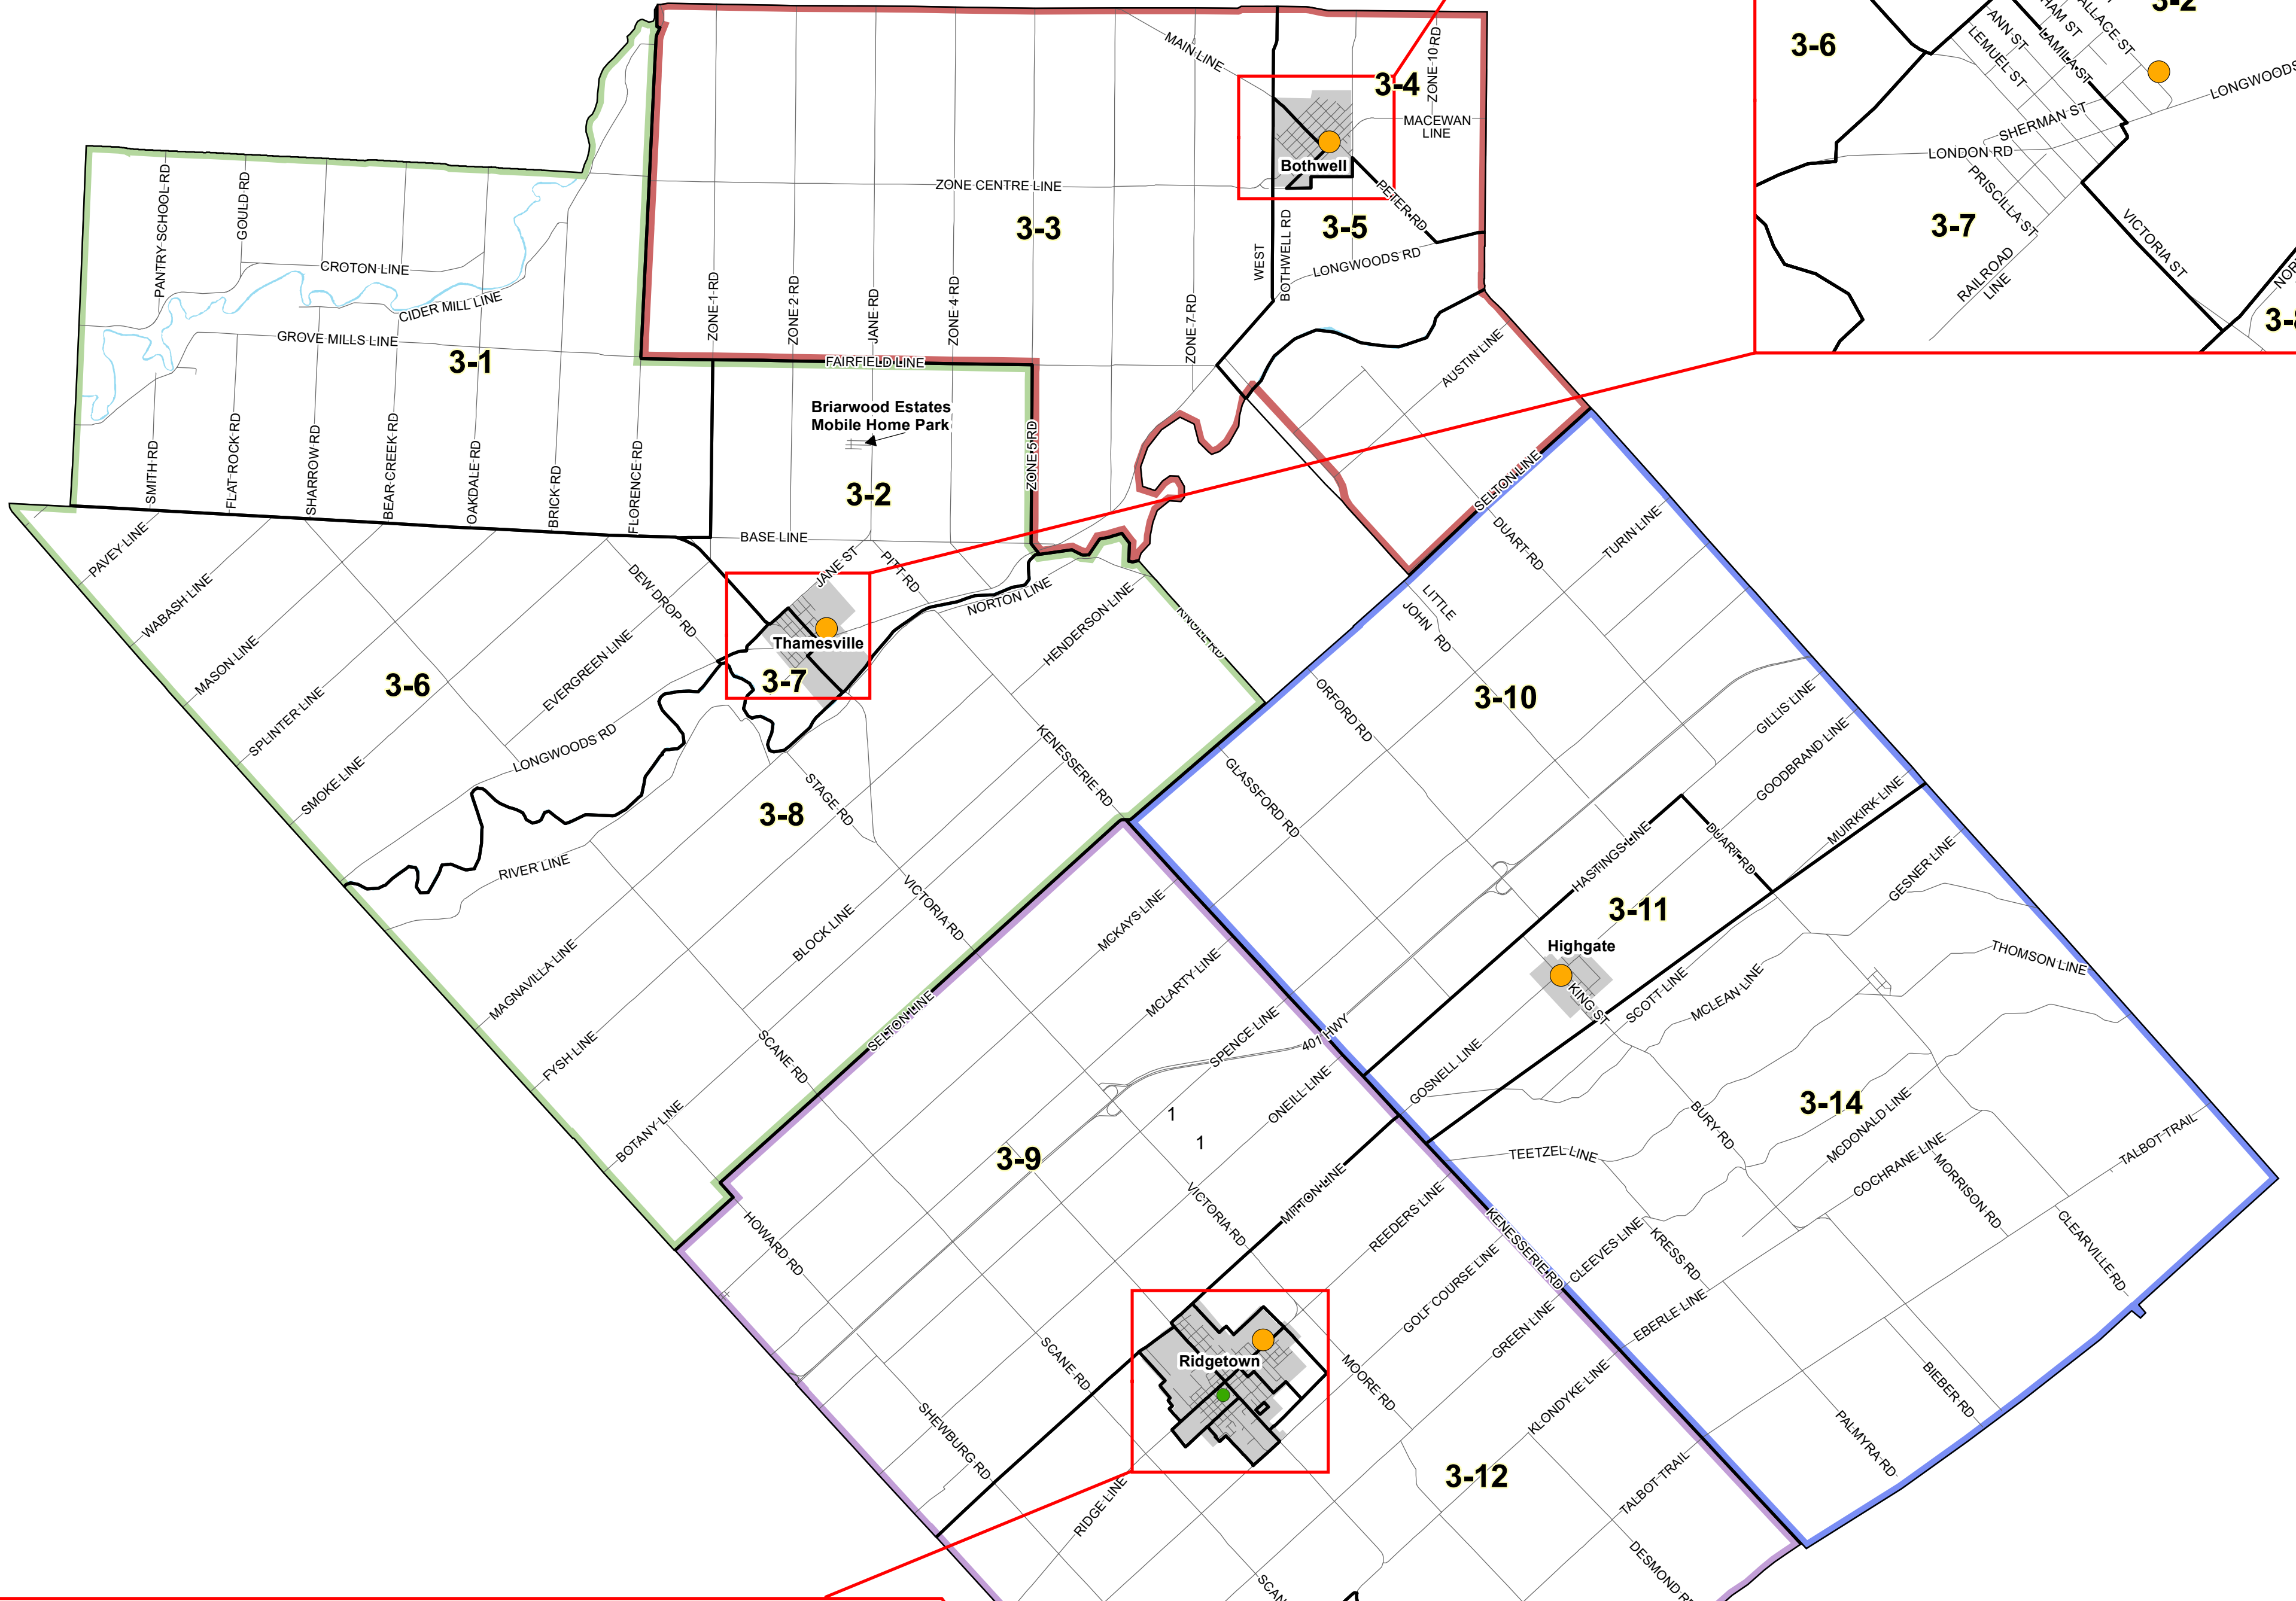 3-6
ANN ST
LEMUEL ST
LAMILA ST
3-2
LONGWOODS
SHERMAN ST
LONDON RD
PRISCILLA ST
3-7
VICTORIA ST
RAILROAD
LINE
MAIN LINE
ZONE 10 RD
3-4
MACEWAN
LINE
Bothwell
PETER RD
3-5
ZONE CENTRE LINE
3-3
WEST
BOTHWELL RD
LONGWOODS RD
PANTRY SCHOOL RD
GOULD RD
CROTON LINE
CIDER MILL LINE
GROVE MILLS LINE
3-1
ZONE 1 RD
ZONE 2 RD
JANE RD
ZONE 4 RD
ZONE 7 RD
FAIRFIELD LINE
AUSTIN LINE
Briarwood Estates
Mobile Home Park
ZONE 5 RD
3-2
SMITH RD
FLAT ROCK RD
SHARROW RD
BEAR CREEK RD
OAKDALE RD
BRICK RD
FLORENCE RD
BASE LINE
PAVEY LINE
WABASH LINE
MASON LINE
SPLINTER LINE
SMOKE LINE
DEW DROP RD
EVERGREEN LINE
JANE ST
PITT RD
NORTON LINE
HENDERSON LINE
Thamesville
3-7
3-6
LONGWOODS RD
RIVER LINE
STAGE RD
3-8
KENESSERIE RD
SELTON LINE
DUART RD
TURIN LINE
LITTLE
JOHN RD
3-10
ORFORD RD
GLASSFORD RD
GILLIS LINE
GOODBRAND LINE
MUIRKIRK LINE
HASTINGS LINE
DUART RD
3-11
Highgate
KING ST
GESNER LINE
THOMSON LINE
SCOTT LINE
MCLEAN LINE
GOSNELL LINE
3-14
BURY RD
MCDONALD LINE
COCHRANE LINE
MORRISON RD
TALBOT TRAIL
CLEARVILLE RD
TEETZEL LINE
KRESS RD
CLEEVES LINE
EBERLE LINE
BIEBER RD
PALMYRA RD
MAGNAVILLA LINE
BLOCK LINE
VICTORIA RD
FYSH LINE
BOTANY LINE
SCANE RD
SELTON LINE
MCKAYS LINE
MCLARTY LINE
SPENCE LINE
401 HWY
ONEILL LINE
1
1
3-9
VICTORIA RD
MITTON LINE
REEDERS LINE
KENESSERIE RD
GOLF COURSE LINE
GREEN LINE
KLONDYKE LINE
HOWARD RD
SCANE RD
SHEWBURG RD
Ridgetown
MOORE RD
RIDGE LINE
3-12
TALBOT TRAIL
DESMOND R
SCAN